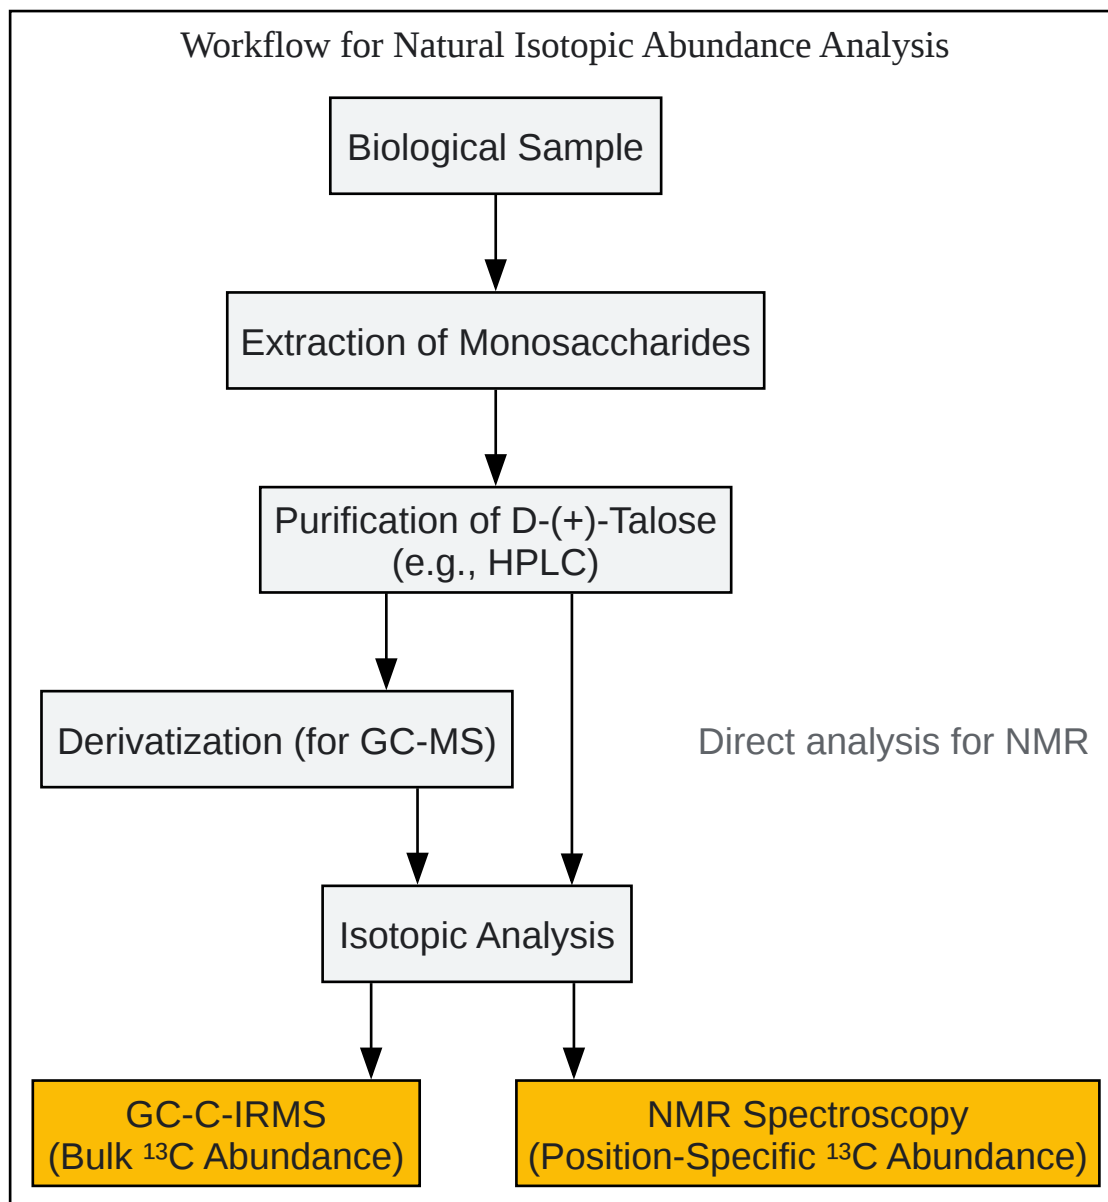 Workflow for Natural Isotopic Abundance Analysis
Biological Sample
Extraction of Monosaccharides
Purification of D-(+)-Talose
(e.g., HPLC)
Derivatization (for GC-MS)
Direct analysis for NMR
Isotopic Analysis
GC-C-IRMS
(Bulk ¹³C Abundance)
NMR Spectroscopy
(Position-Specific ¹³C Abundance)